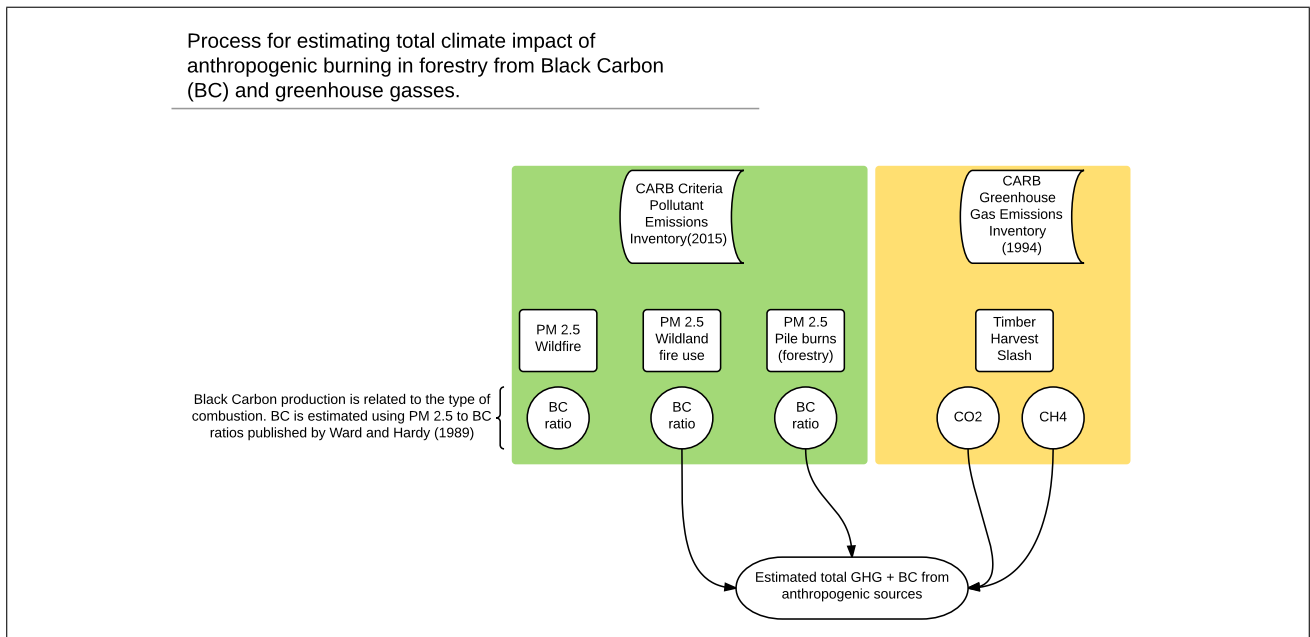 Process for estimating total climate impact of
anthropogenic burning in forestry from Black Carbon
(BC) and greenhouse gasses.
CARB Criteria
Pollutant
Emissions
Inventory(2015)
CARB
Greenhouse
Gas Emissions
Inventory
(1994)
PM 2.5
Wildfire
PM 2.5
Wildland
fire use
PM 2.5
Pile burns
(forestry)
Timber
Harvest
Slash
Black Carbon production is related to the type of
combustion. BC is estimated using PM 2.5 to BC
ratios published by Ward and Hardy (1989)
BC
ratio
BC
ratio
BC
ratio
CO2
CH4
Estimated total GHG + BC from
anthropogenic sources